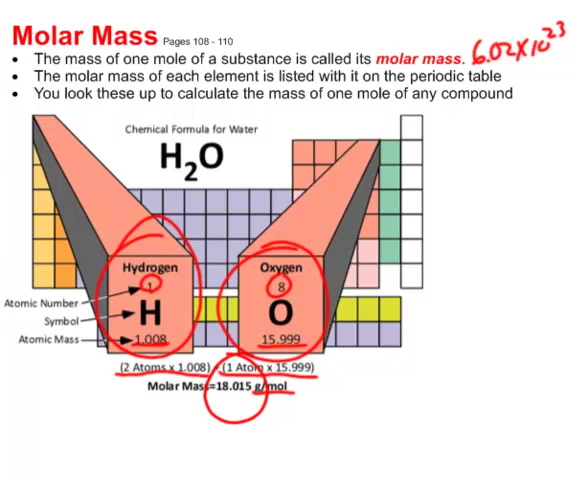 Molar Mass Pages 108 - 110
6.02X10^23
• The mass of one mole of a substance is called its molar mass.
• The molar mass of each element is listed with it on the periodic table
• You look these up to calculate the mass of one mole of any compound
Chemical Formula for Water
H₂O
Hydrogen
Oxygen
Atomic Number
1
8
Symbol
H
O
Atomic Mass
1.008
15.999
(2 Atoms x 1.008) (1 Atom x 15.999)
Molar Mass=18.015 g/mol